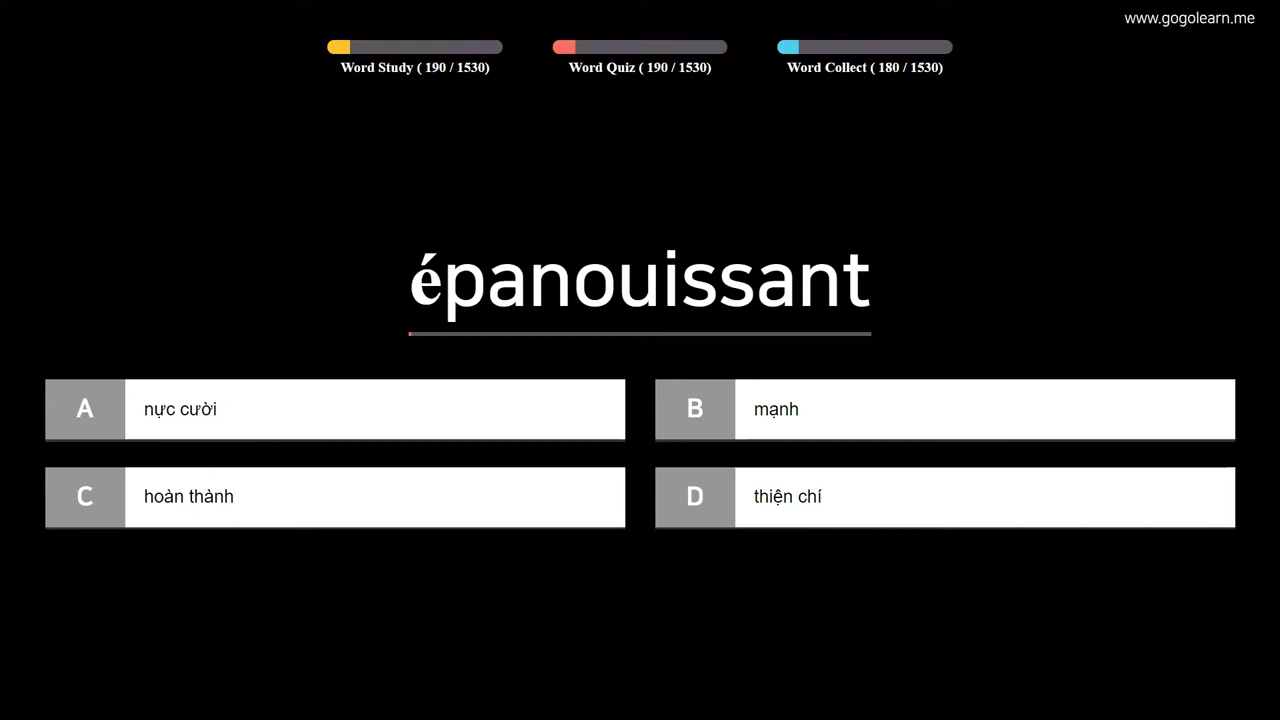 www.gogolearn.me
Word Study ( 190 / 1530)
Word Quiz ( 190 / 1530)
Word Collect ( 180 / 1530)
épanouissant
A nực cười
B mạnh
C hoàn thành
D thiện chí